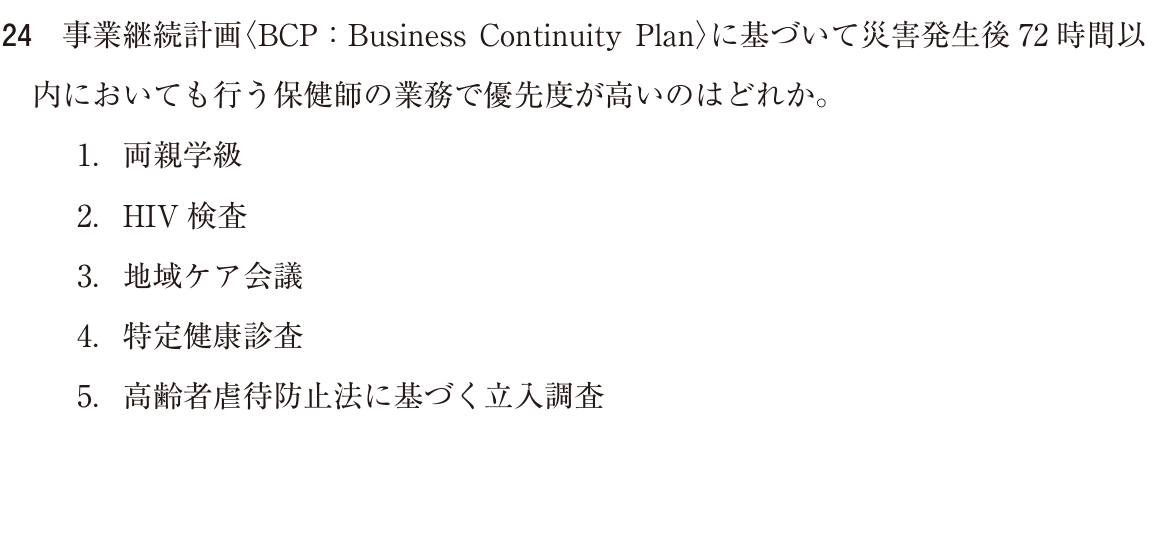 24 事業継続計画〈BCP:Business Continuity Plan〉に基づいて災害発生後 72 時間以
内においても行う保健師の業務で優先度が高いのはどれか。
1. 両親学級
2. HIV 検査
3. 地域ケア会議
4. 特定健康診査
5. 高齢者虐待防止法に基づく立入調査